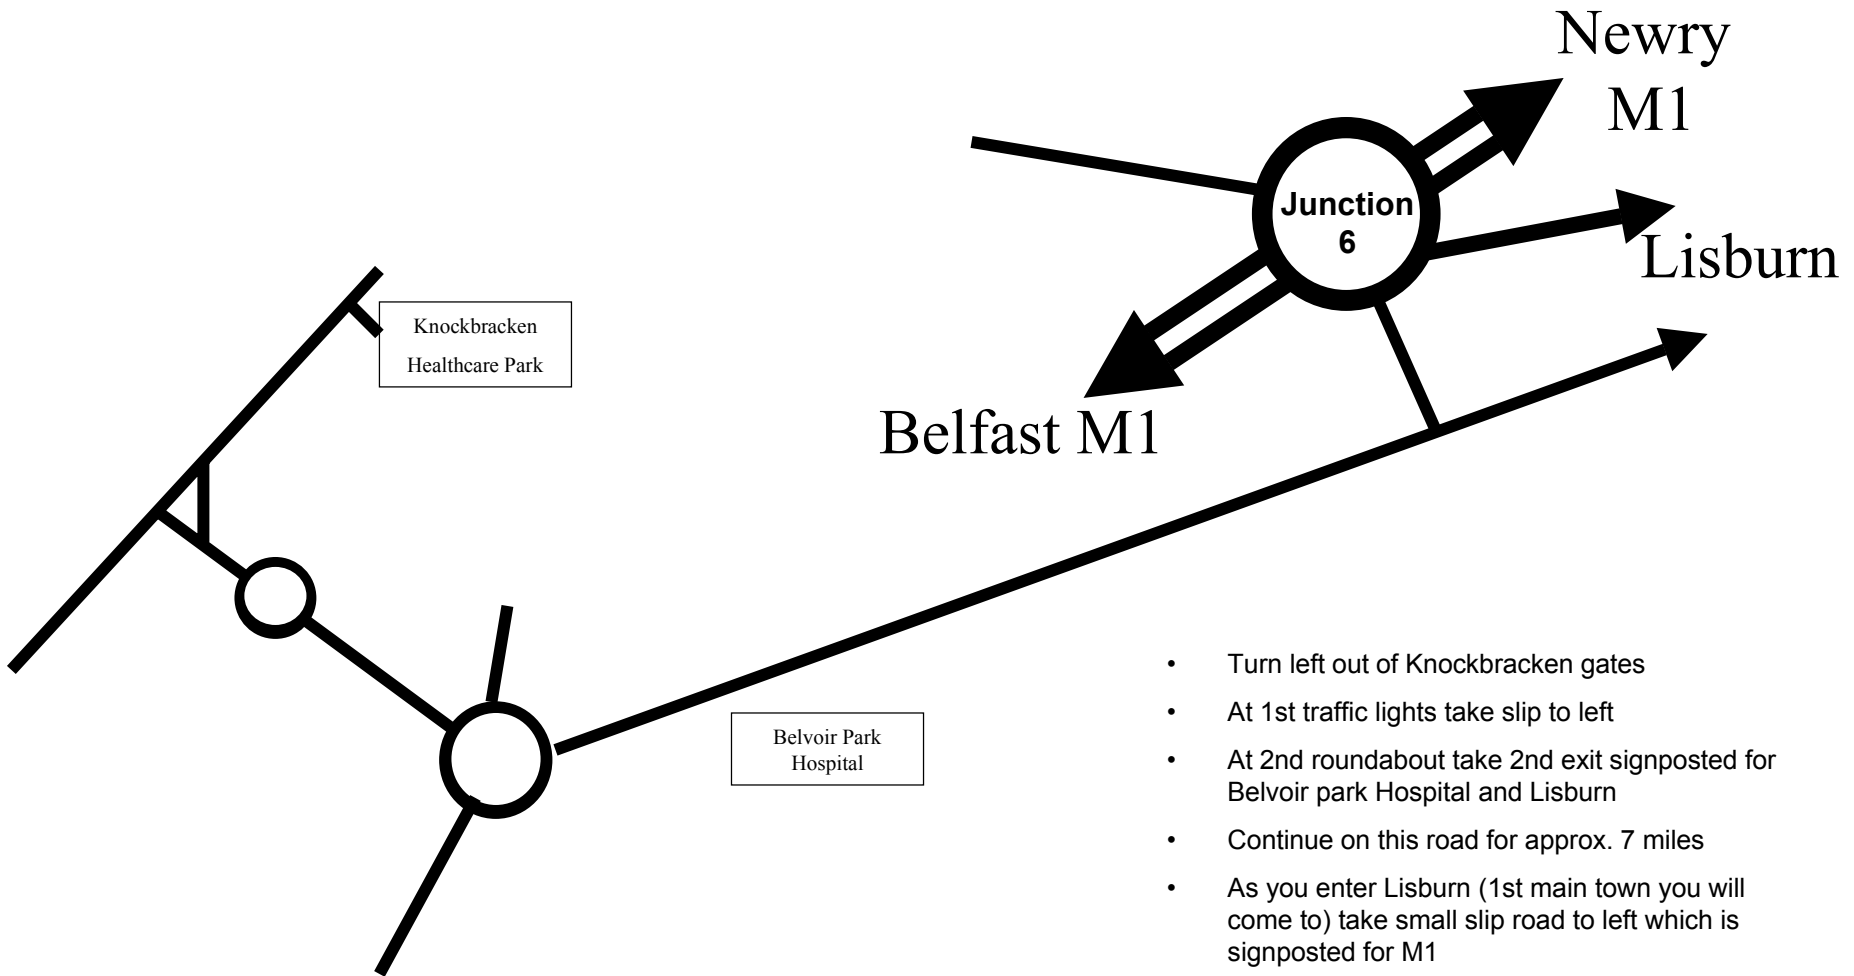 Newry
M1
Junction
6
Lisburn
Knockbracken
Healthcare Park
Belfast M1
Belvoir Park
Hospital
• Turn left out of Knockbracken gates
• At 1st traffic lights take slip to left
• At 2nd roundabout take 2nd exit signposted for
Belvoir park Hospital and Lisburn
• Continue on this road for approx. 7 miles
• As you enter Lisburn (1st main town you will
come to) take small slip road to left which is
signposted for M1